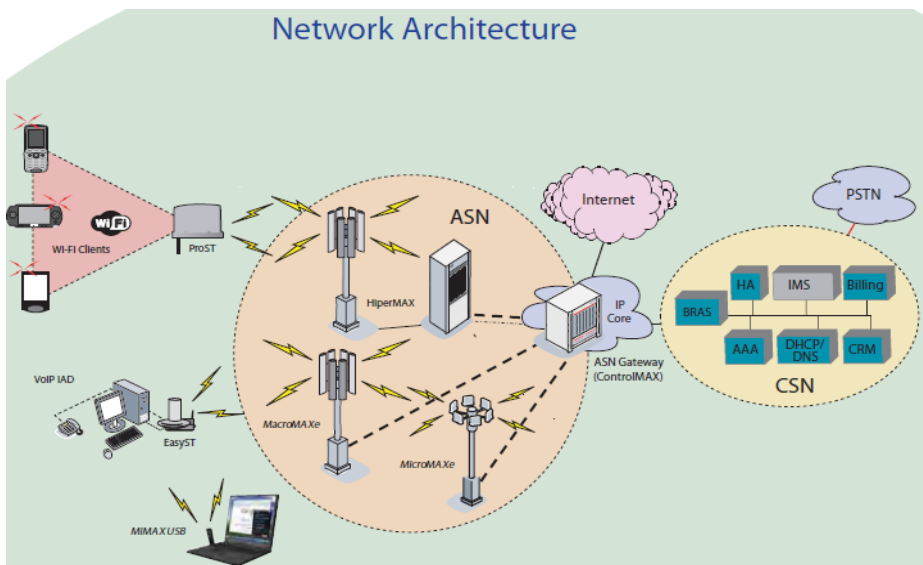 Network Architecture
WiFi
WI-FI Clients
ProST
ASN
HiperMAX
Internet
IP
Core
ASN Gateway
(ControlMAX)
PSTN
HA
IMS
Billing
BRAS
AAA
DHCP/
DNS
CRM
CSN
VoIP IAD
EasyST
MacroMAXe
MicroMAXe
MIMAX USB